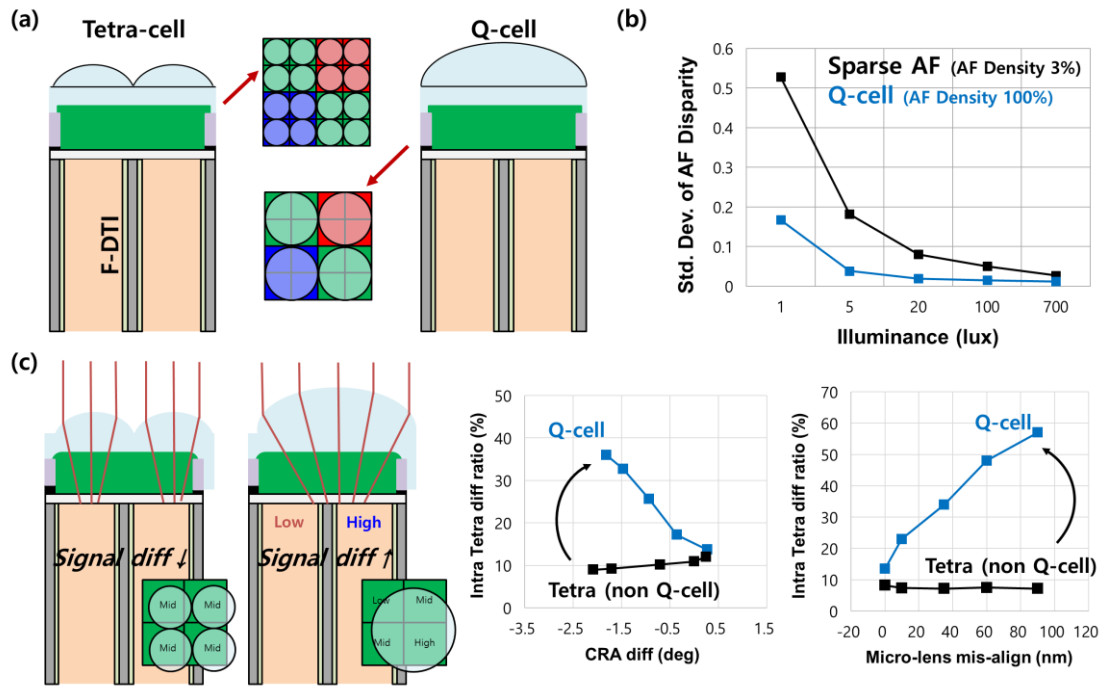 (a)
Tetra-cell
Q-cell
F-DTI
(b)
Sparse AF (AF Density 3%)
Q-cell (AF Density 100%)
Std. Dev. of AF Disparity
0.6
0.5
0.4
0.3
0.2
0.1
0
1 5 20 100 700
Illuminance (lux)
(c)
Signal diff ↓
Mid Mid
Mid Mid
Low High
Signal diff ↑
Low Mid
Mid High
Intra Tetra diff ratio (%)
50
40
30
20
10
0
Q-cell
Tetra (non Q-cell)
-3.5 -2.5 -1.5 -0.5 0.5 1.5
CRA diff (deg)
Intra Tetra diff ratio (%)
70
60
50
40
30
20
10
0
Q-cell
Tetra (non Q-cell)
-20 0 20 40 60 80 100 120
Micro-lens mis-align (nm)